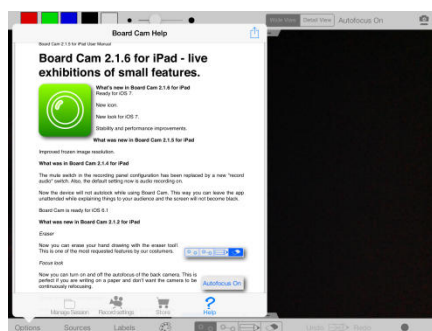 Wide View Detail View Autofocus On
Board Cam Help
Board Cam 2.1.5 for iPad User Manual
Board Cam 2.1.6 for iPad - live
exhibitions of small features.
What's new in Board Cam 2.1.6 for iPad
Ready for iOS 7.
New icon.
New look for iOS 7.
Stability and performance improvements.
What was new in Board Cam 2.1.5 for iPad
Improved frozen image resolution.
What was in Board Cam 2.1.4 for iPad
The mute switch in the recording panel configuration has been replaced by a new "record
audio" switch. Also, the default setting now is audio recording on.
Now the device will not autolock while using Board Cam. This way you can leave the app
unattended while explaining things to your audience and the screen will not become black.
Board Cam is ready for iOS 6.1
What was new in Board Cam 2.1.2 for iPad
Eraser
Now you can erase your hand drawing with the eraser tool!
This is one of the most requested features by our costumers.
Focus lock
Now you can turn on and off the autofocus of the back camera. This is
perfect if you are writing on a paper and don't want the camera to be
continuously refocusing.
Autofocus On
Manage Session Record settings Store Help
Options Sources Labels Undo Redo